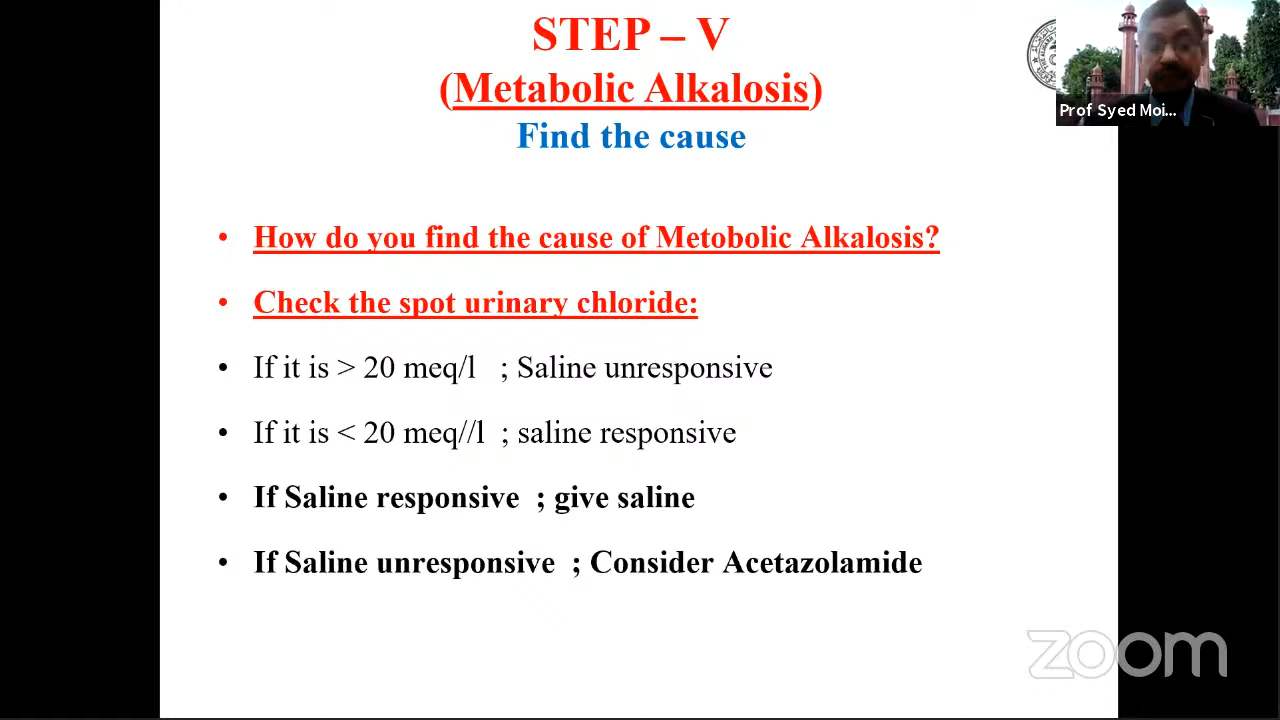 STEP – V
(Metabolic Alkalosis)
Find the cause
Prof Syed Moi...
• How do you find the cause of Metobolic Alkalosis?
• Check the spot urinary chloride:
• If it is > 20 meq/l ; Saline unresponsive
• If it is < 20 meq//l ; saline responsive
• If Saline responsive ; give saline
• If Saline unresponsive ; Consider Acetazolamide
zoom